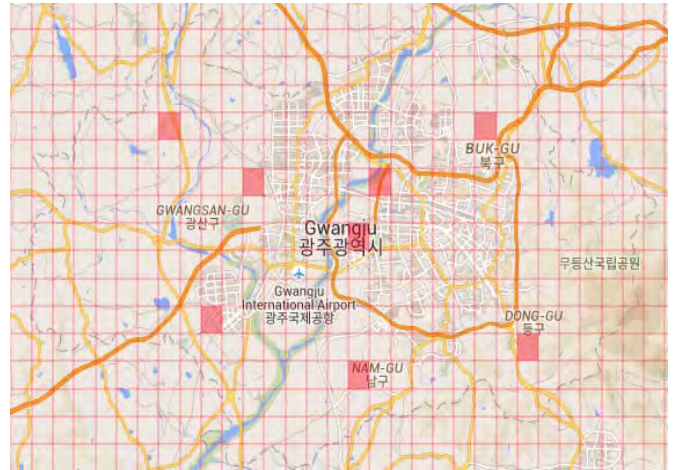 BUK-GU
북구
GWANGSAN-GU
광산구
Gwangju
광주광역시
무등산국립공원
Gwangju
International Airport
광주국제공항
DONG-GU
동구
NAM-GU
남구